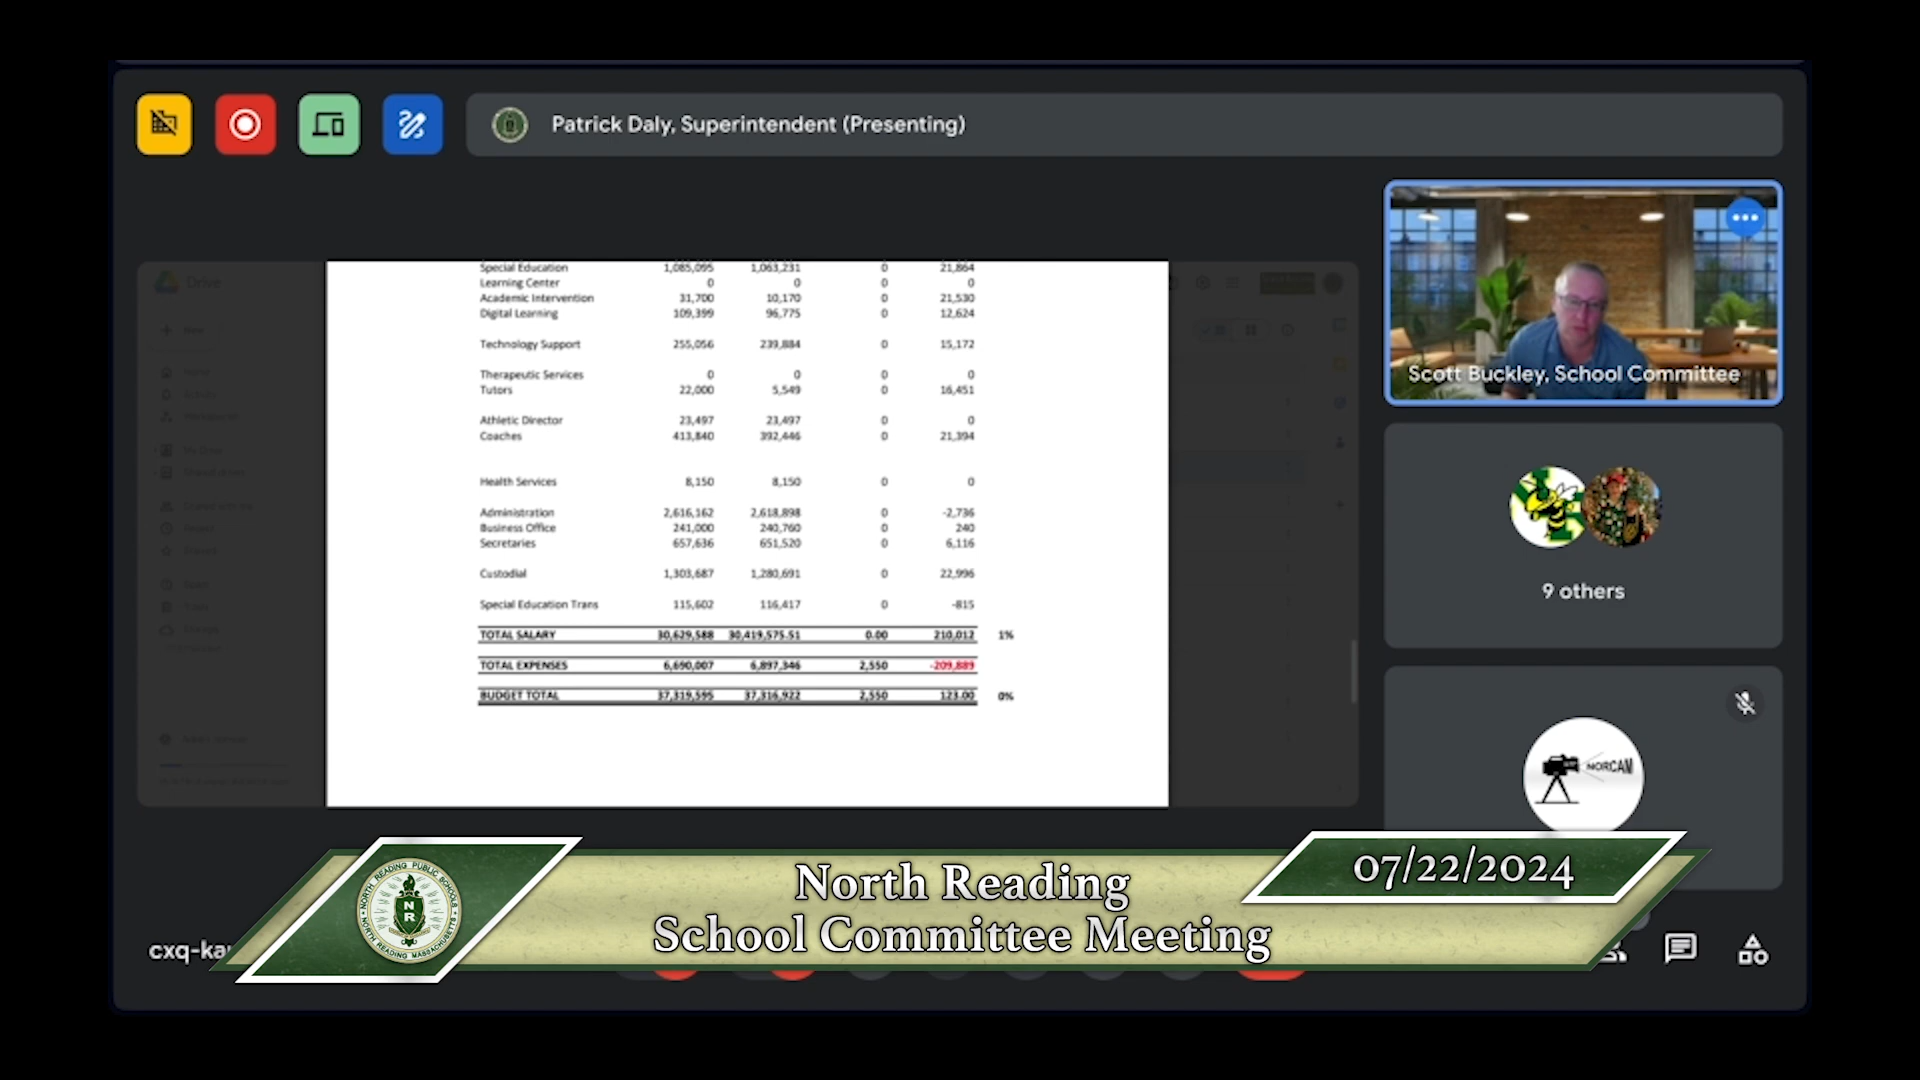 Patrick Daly, Superintendent (Presenting)
Drive
New
Special Education 1,085,095 1,063,231 0 21,864
Learning Center 0 0 0 0
Academic Intervention 31,700 10,170 0 21,530
Digital Learning 109,399 96,775 0 12,624
Technology Support 255,056 239,884 0 15,172
Therapeutic Services 0 0 0 0
Tutors 22,000 5,549 0 16,451
Athletic Director 23,497 23,497 0 0
Coaches 413,840 392,446 0 21,394
Health Services 8,150 8,150 0 0
Administration 2,616,162 2,618,898 0 -2,736
Business Office 241,000 240,760 0 240
Secretaries 657,636 651,520 0 6,116
Custodial 1,303,687 1,280,691 0 22,996
Special Education Trans 115,602 116,417 0 -815
TOTAL SALARY 30,629,588 30,419,575.51 0.00 210,012 1%
TOTAL EXPENSES 6,690,007 6,897,346 2,550 -209,889
BUDGET TOTAL 37,319,595 37,316,922 2,550 123.00 0%
Scott Buckley, School Committee
9 others
NORCAM
NORTH READING PUBLIC SCHOOLS
N
R
NORTH READING MASSACHUSETTS
North Reading
School Committee Meeting
07/22/2024